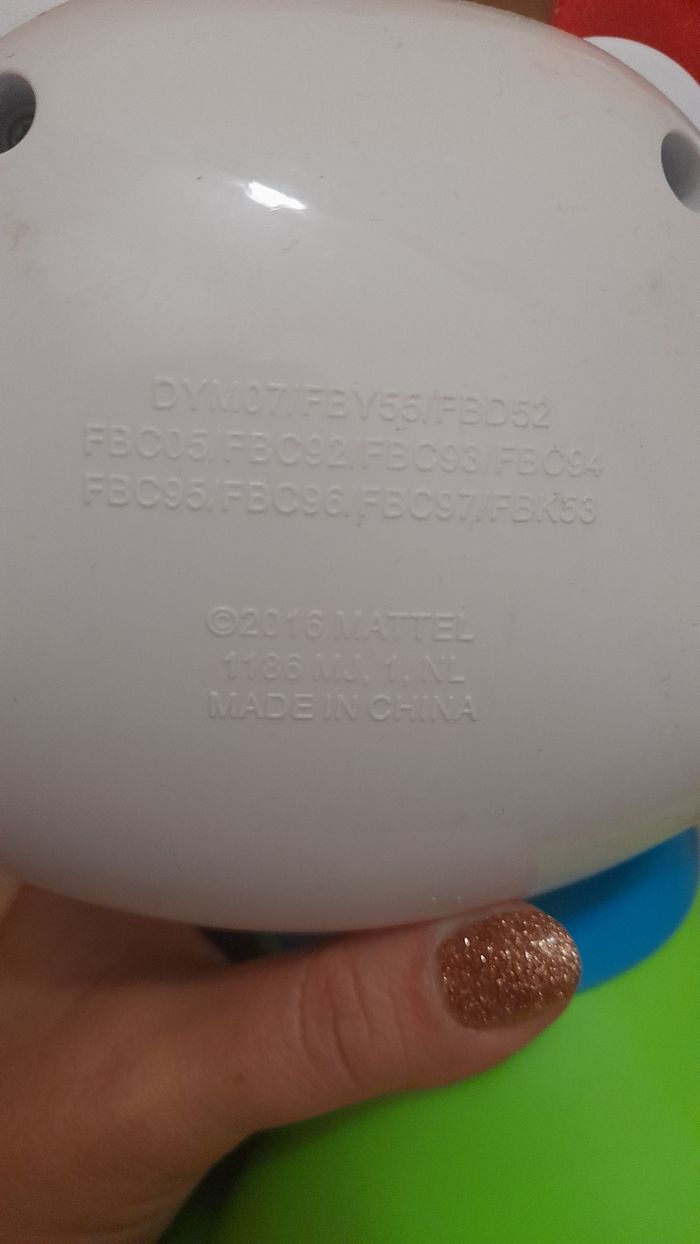 DYM07/FBY55/FBD52
FBC05/FBC92/FBC93/FBC94
FBC95/FBC96/FBC97/FBK53
©2016 MATTEL
1186 MJ, 1, NL
MADE IN CHINA